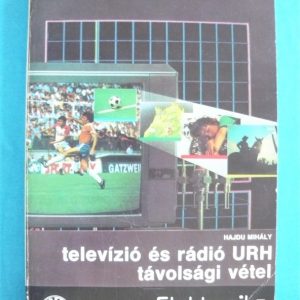 GATZWEI
HAJDU MIHÁLY
televízió és rádió URH
távolsági vétel